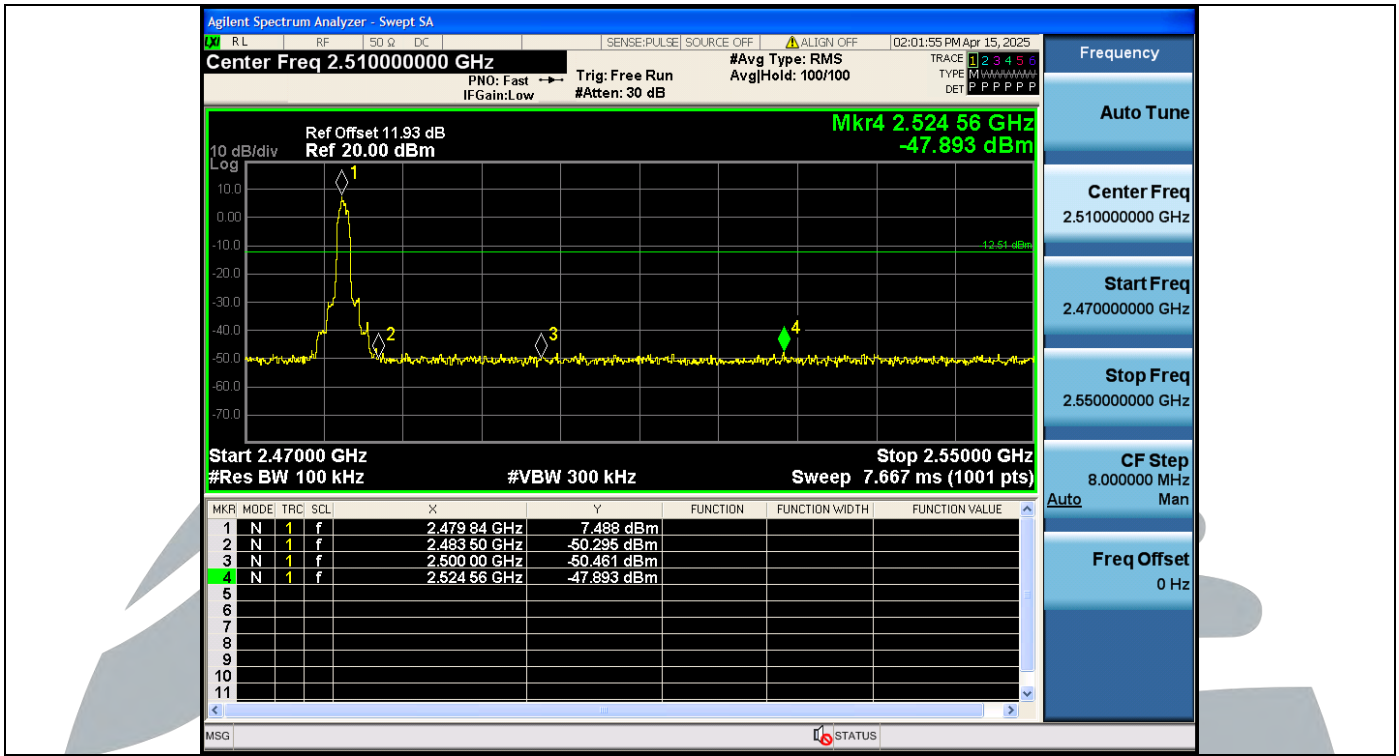 Agilent Spectrum Analyzer - Swept SA
LXI RL RF 50 Ω DC SENSE:PULSE SOURCE OFF ALIGN OFF 02:01:55 PM Apr 15, 2025
Center Freq 2.510000000 GHz
PNO: Fast
IFGain:Low
Trig: Free Run
#Atten: 30 dB
#Avg Type: RMS
Avg|Hold: 100/100
TRACE 1 2 3 4 5 6
TYPE M WWWWW
DET P P P P P P
Mkr4 2.524 56 GHz
-47.893 dBm
Ref Offset 11.93 dB
10 dB/div Ref 20.00 dBm
Log
10.0
0.00
-10.0
-20.0
-30.0
-40.0
-50.0
-60.0
-70.0
-12.51 dBm
1
2
3
4
Start 2.47000 GHz Stop 2.55000 GHz
#Res BW 100 kHz #VBW 300 kHz Sweep 7.667 ms (1001 pts)
MKR MODE TRC SCL X Y FUNCTION FUNCTION WIDTH FUNCTION VALUE
1 N 1 f 2.479 84 GHz 7.488 dBm
2 N 1 f 2.483 50 GHz -50.295 dBm
3 N 1 f 2.500 00 GHz -50.461 dBm
4 N 1 f 2.524 56 GHz -47.893 dBm
5
6
7
8
9
10
11
MSG STATUS
Frequency
Auto Tune
Center Freq
2.510000000 GHz
Start Freq
2.470000000 GHz
Stop Freq
2.550000000 GHz
CF Step
8.000000 MHz
Auto Man
Freq Offset
0 Hz